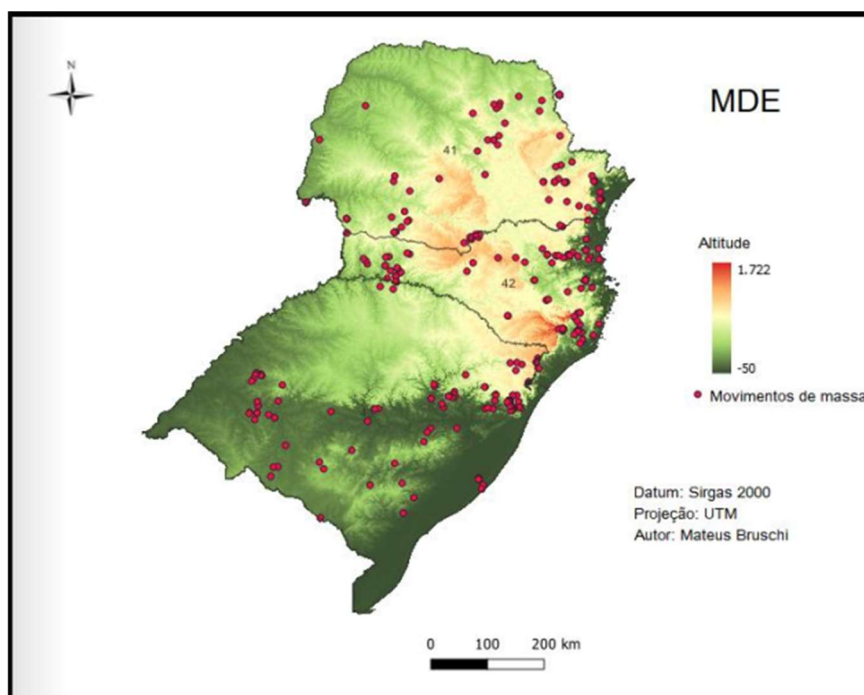 N
MDE
41
Altitude
1.722
42
-50
Movimentos de massa
Datum: Sirgas 2000
Projeção: UTM
Autor: Mateus Bruschi
0 100 200 km